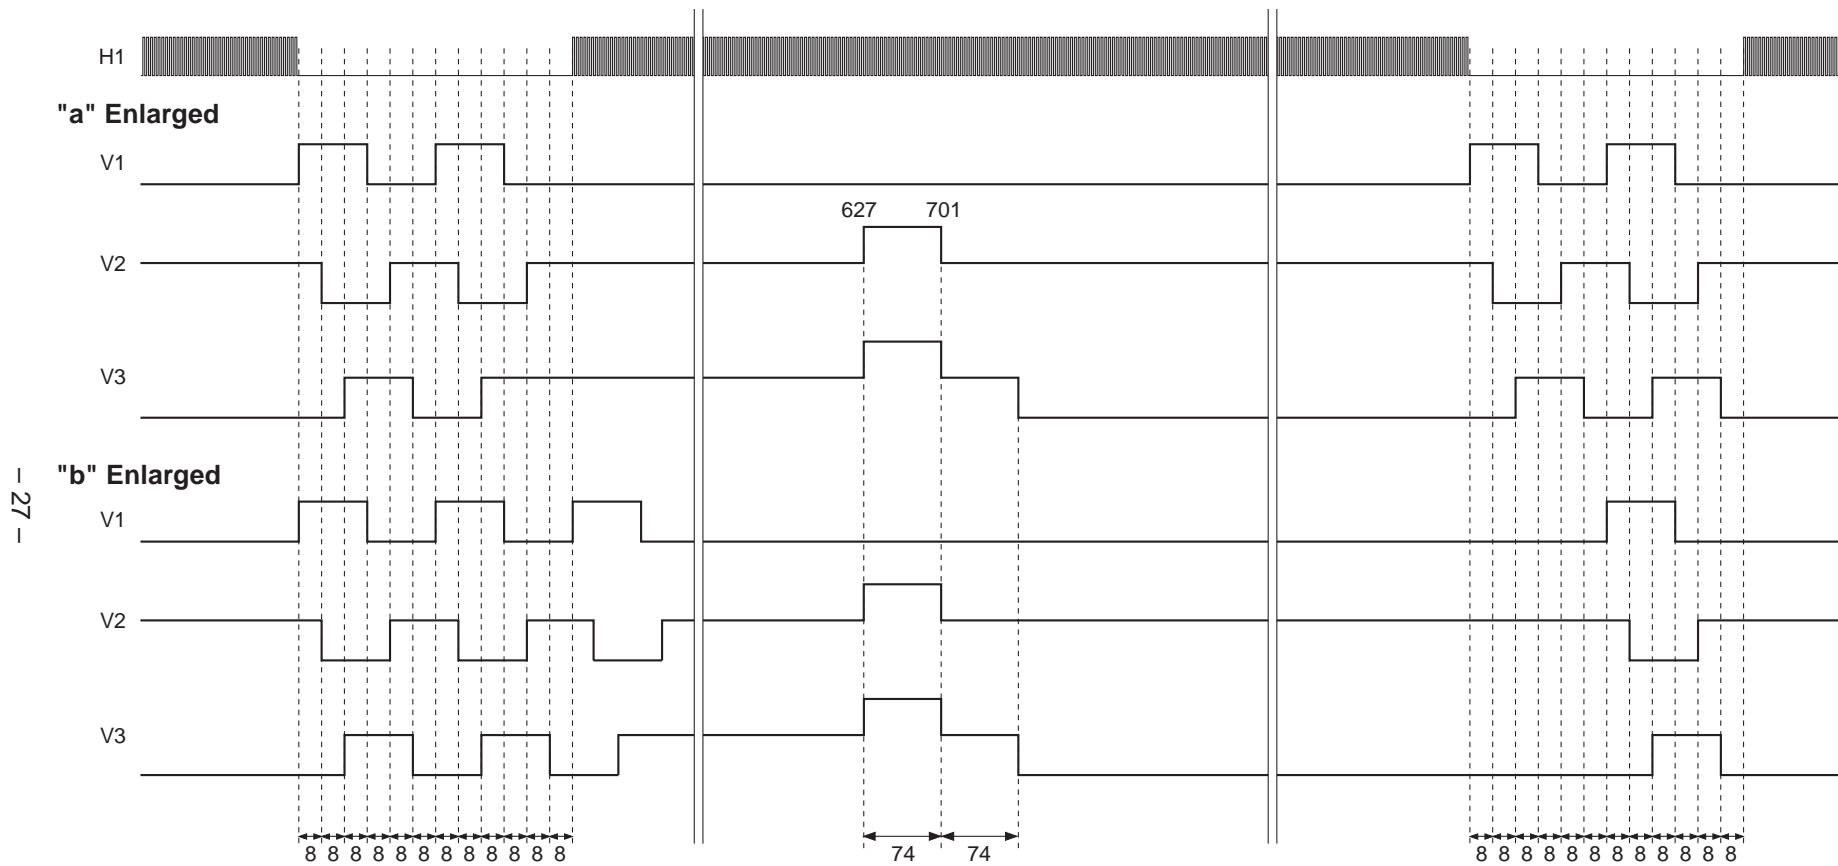 H1
"a" Enlarged
V1
627 701
V2
V3
"b" Enlarged
V1
V2
V3
8 8 8 8 8 8 8 8 8 8 8 8 74 74 8 8 8 8 8 8 8 8 8 8 8 8
– 27 –